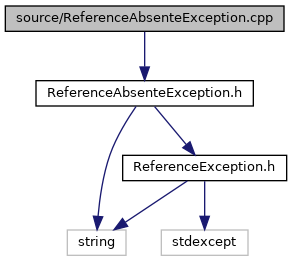 source/ReferenceAbsenteException.cpp
ReferenceAbsenteException.h
ReferenceException.h
string
stdexcept